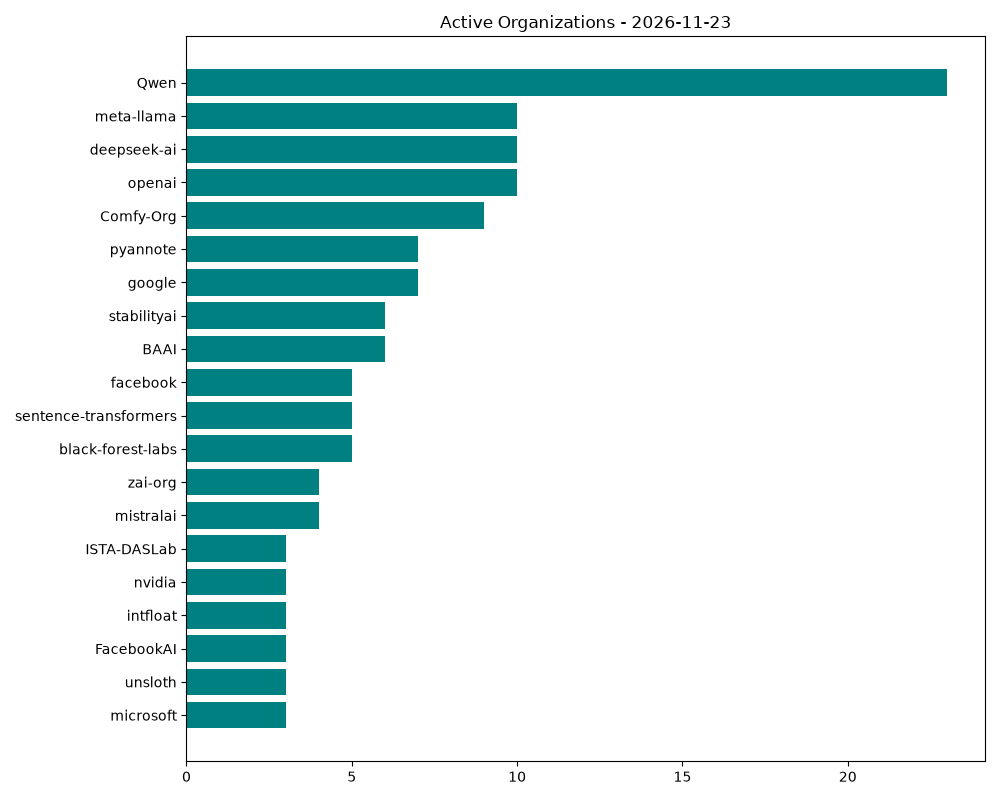 Active Organizations - 2026-11-23
Qwen
meta-llama
deepseek-ai
openai
Comfy-Org
pyannote
google
stabilityai
BAAI
facebook
sentence-transformers
black-forest-labs
zai-org
mistralai
ISTA-DASLab
nvidia
intfloat
FacebookAI
unsloth
microsoft
0 5 10 15 20